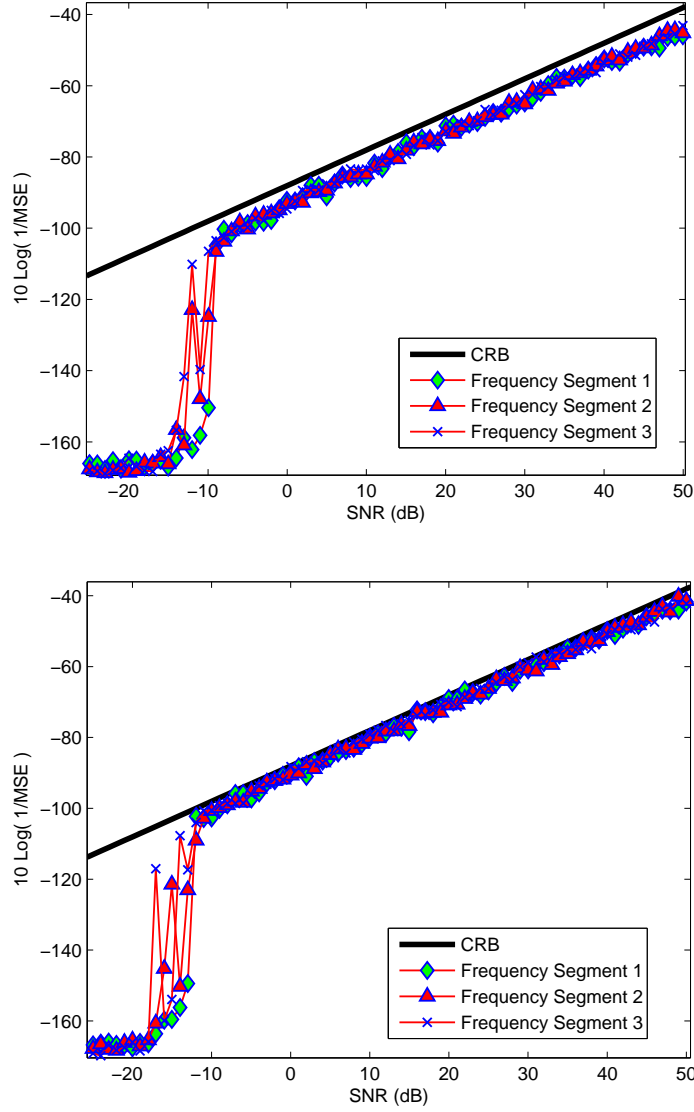 −40
−60
−80
−100
−120
−140
−160
10 Log( 1/MSE )
CRB
Frequency Segment 1
Frequency Segment 2
Frequency Segment 3
−20 −10 0 10 20 30 40 50
SNR (dB)
−40
−60
−80
−100
−120
−140
−160
10 Log( 1/MSE )
CRB
Frequency Segment 1
Frequency Segment 2
Frequency Segment 3
−20 −10 0 10 20 30 40 50
SNR (dB)